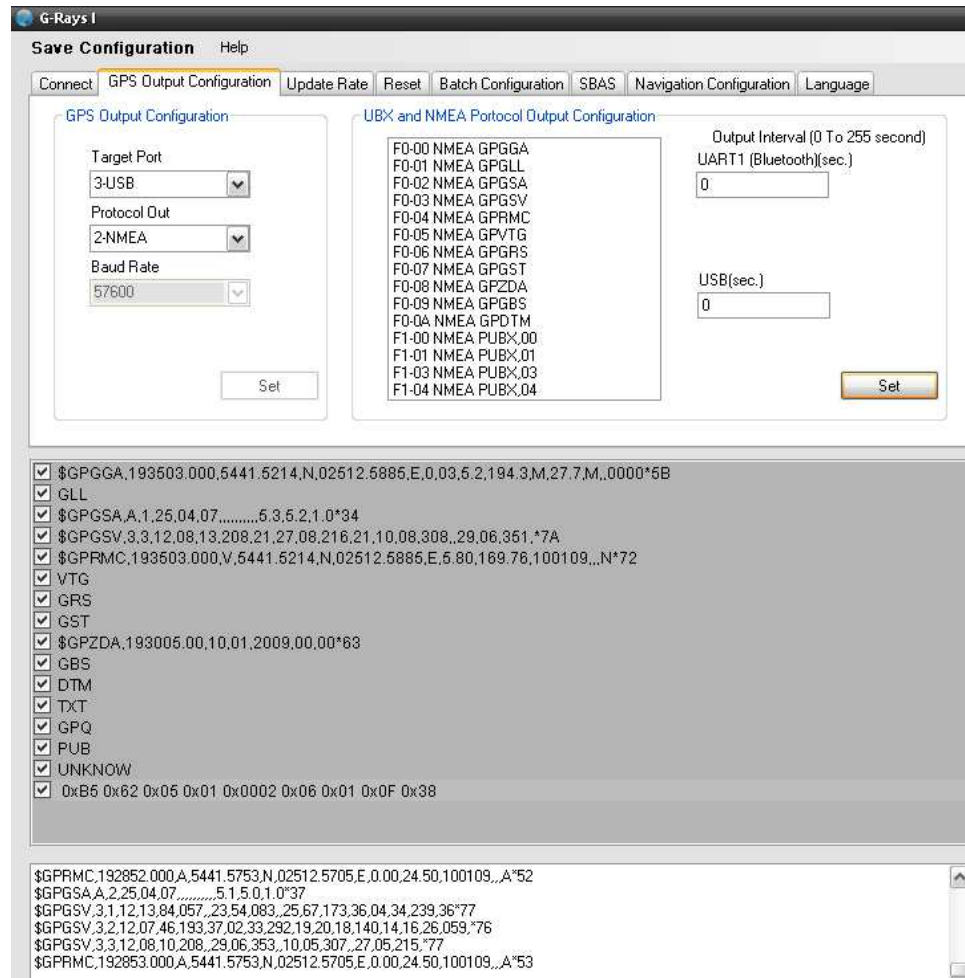 G-Rays I
Save Configuration Help
Connect GPS Output Configuration Update Rate Reset Batch Configuration SBAS Navigation Configuration Language
GPS Output Configuration
Target Port
3-USB
Protocol Out
2-NMEA
Baud Rate
57600
Set
UBX and NMEA Portocol Output Configuration
F0-00 NMEA GPGGA
F0-01 NMEA GPGLL
F0-02 NMEA GPGSA
F0-03 NMEA GPGSV
F0-04 NMEA GPRMC
F0-05 NMEA GPVTG
F0-06 NMEA GPGRS
F0-07 NMEA GPGST
F0-08 NMEA GPZDA
F0-09 NMEA GPGBS
F0-0A NMEA GPDTM
F1-00 NMEA PUBX,00
F1-01 NMEA PUBX,01
F1-03 NMEA PUBX,03
F1-04 NMEA PUBX,04
Output Interval (0 To 255 second)
UART1 (Bluetooth)(sec.)
0
USB(sec.)
0
Set
$GPGGA,193503.000,5441.5214,N,02512.5885,E,0,03,5.2,194.3,M,27.7,M,,0000*5B
GLL
$GPGSA,A,1,25,04,07,,,,,,,,,,5.3,5.2,1.0*34
$GPGSV,3,3,12,08,13,208,21,27,08,216,21,10,08,308,,29,06,351,*7A
$GPRMC,193503.000,V,5441.5214,N,02512.5885,E,5.80,169.76,100109,,,N*72
VTG
GRS
GST
$GPZDA,193005.00,10,01,2009,00,00*63
GBS
DTM
TXT
GPQ
PUB
UNKNOW
0xB5 0x62 0x05 0x01 0x0002 0x06 0x01 0x0F 0x38
$GPRMC,192852.000,A,5441.5753,N,02512.5705,E,0.00,24.50,100109,,,A*52
$GPGSA,A,2,25,04,07,,,,,,,,,,5.1,5.0,1.0*37
$GPGSV,3,1,12,13,84,057,,23,54,083,,25,67,173,36,04,34,239,36*77
$GPGSV,3,2,12,07,46,193,37,02,33,292,19,20,18,140,14,16,26,059,*76
$GPGSV,3,3,12,08,10,208,,29,06,353,,10,05,307,,27,05,215,*77
$GPRMC,192853.000,A,5441.5753,N,02512.5705,E,0.00,24.50,100109,,,A*53